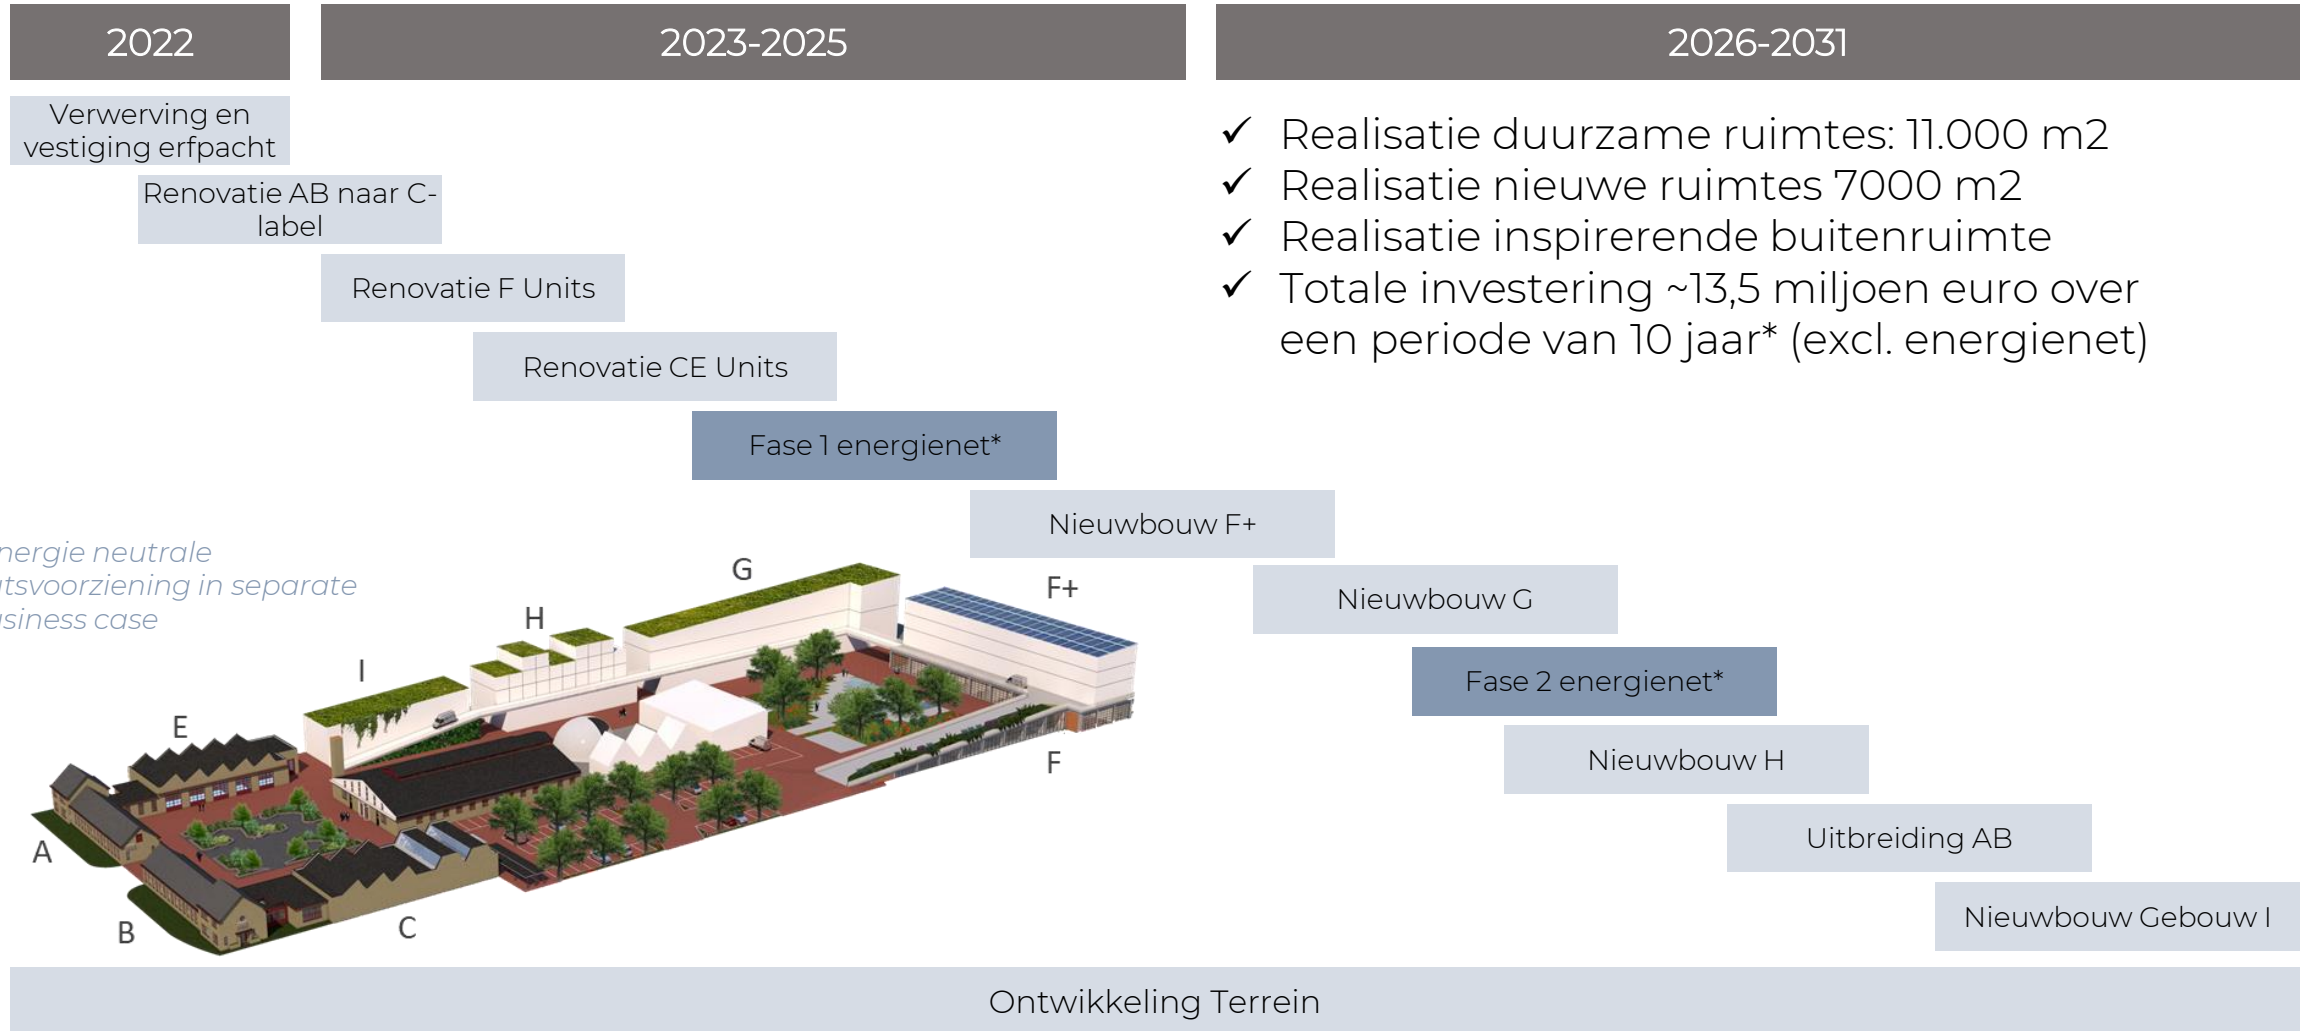 2022
2023-2025
2026-2031
Verwerving en
vestiging erfpacht
Renovatie AB naar C-
label
Renovatie F Units
Renovatie CE Units
Fase 1 energienet*
Nieuwbouw F+
Nieuwbouw G
Fase 2 energienet*
Nieuwbouw H
Uitbreiding AB
Nieuwbouw Gebouw I
Ontwikkeling Terrein
✓ Realisatie duurzame ruimtes: 11.000 m2
✓ Realisatie nieuwe ruimtes 7000 m2
✓ Realisatie inspirerende buitenruimte
✓ Totale investering ~13,5 miljoen euro over
een periode van 10 jaar* (excl. energienet)
neutrale
in separate
case
G
F+
H
I
E
F
A
B
C